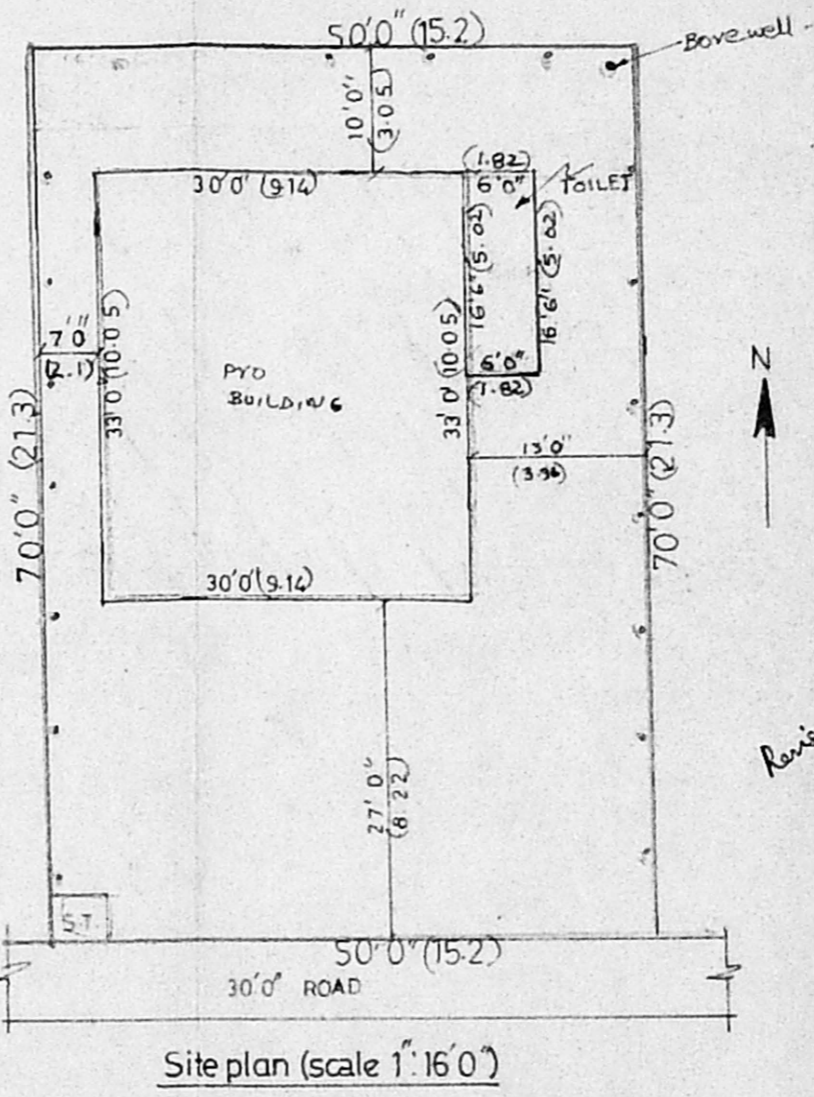 50'0" (15.2)
Borewell
10'0"
(3.05)
30'0' (9.14)
(1.82)
6'0"
TOILET
16'6" (5.02)
16'6" (5.02)
7'0"
(2.1)
33'0' (10.05)
33'0' (10.05)
PRO
BUILDING
6'0"
(1.82)
N
13'0"
(3.96)
70'0" (21.3)
70'0" (21.3)
30'0' (9.14)
27'0"
(8.22)
S.T.
50'0" (15.2)
30'0" ROAD
Site plan (scale 1":16'0")